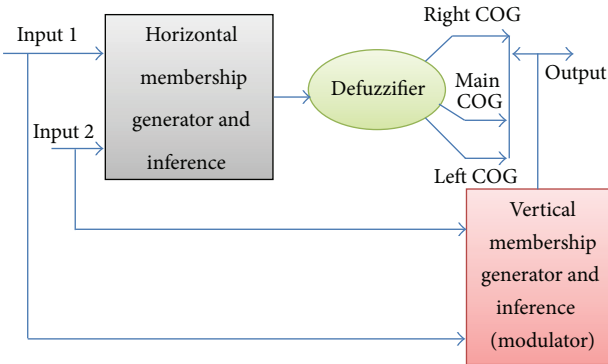 Input 1
Input 2
Horizontal
membership
generator and
inference
Defuzzifier
Right COG
Main
COG
Left COG
Output
Vertical
membership
generator and
inference
(modulator)